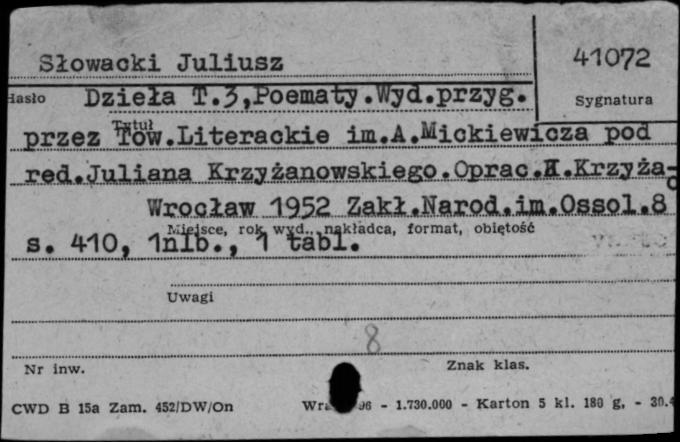 Słowacki Juliusz
41072
Hasło Dzieła T.3,Poematy.Wyd.przyg.
Sygnatura
Tytuł
przez Tow.Literackie im.A.Mickiewicza pod
red.Juliana Krzyżanowskiego.Oprac.H.Krzyża-
Wrocław 1952 Zakł.Narod.im.Ossol.8°
Miejsce, rok wyd., nakładca, format, objętość
s. 410, 1nlb., 1 tabl.
Uwagi
8
Nr inw.
Znak klas.
CWD B 15a Zam. 452/DW/On
- 1.730.000 - Karton 5 kl. 180 g, - 30.4